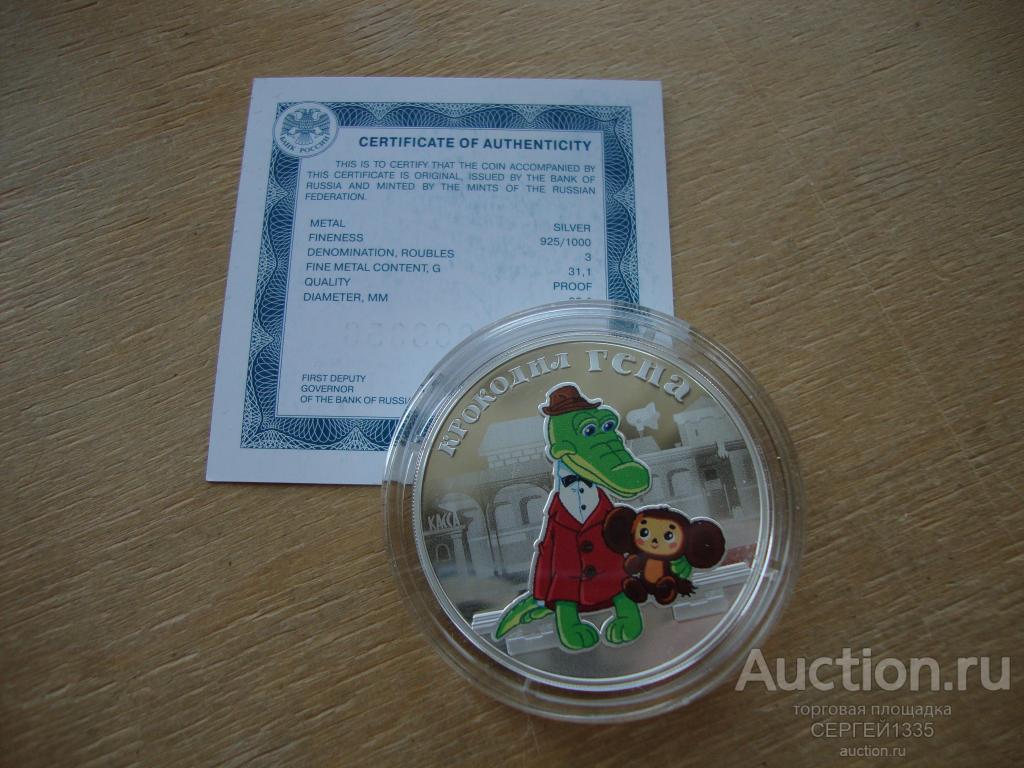 БАНК РОССИИ
CERTIFICATE OF AUTHENTICITY
THIS IS TO CERTIFY THAT THE COIN ACCOMPANIED BY
THIS CERTIFICATE IS ORIGINAL, ISSUED BY THE BANK OF
RUSSIA AND MINTED BY THE MINTS OF THE RUSSIAN
FEDERATION.
METAL SILVER
FINENESS 925/1000
DENOMINATION, ROUBLES 3
FINE METAL CONTENT, G 31,1
QUALITY PROOF
DIAMETER, MM
FIRST DEPUTY
GOVERNOR
OF THE BANK OF RUSSIA
КРОКОДИЛ ГЕНА
КАССА
Auction.ru
торговая площадка
СЕРГЕЙ1335
auction.ru